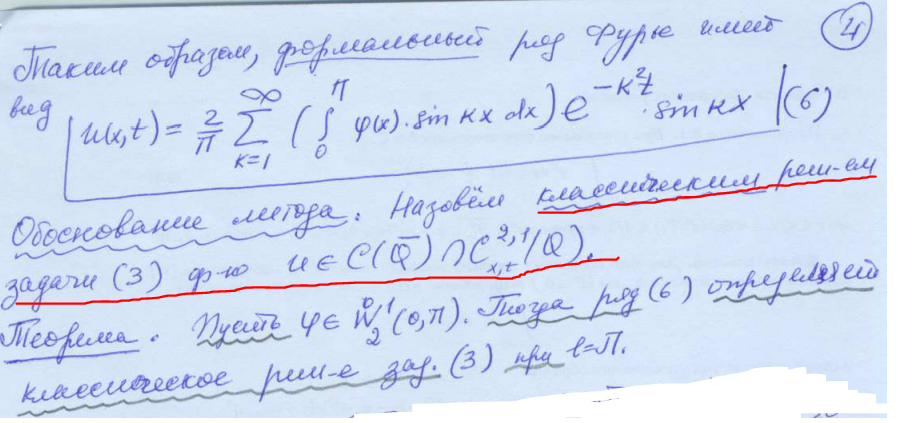 Таким образом, формальный ряд Фурье имеет (4)
вид u(x,t) = 2/π ∑_{k=1}^{∞} ( ∫_0^π φ(x)·sin kx dx ) e^{-k²t} · sin kx (6)
Обоснование метода. Назовём классическим реш-ем
задачи (3) ф-ю u ∈ C(Q̄) ∩ C^{2,1}_{x,t}(Q).
Теорема. Пусть φ ∈ W̊_2^1(0,π). Тогда ряд (6) определяет
классическое реш-е зад. (3) при l=π.